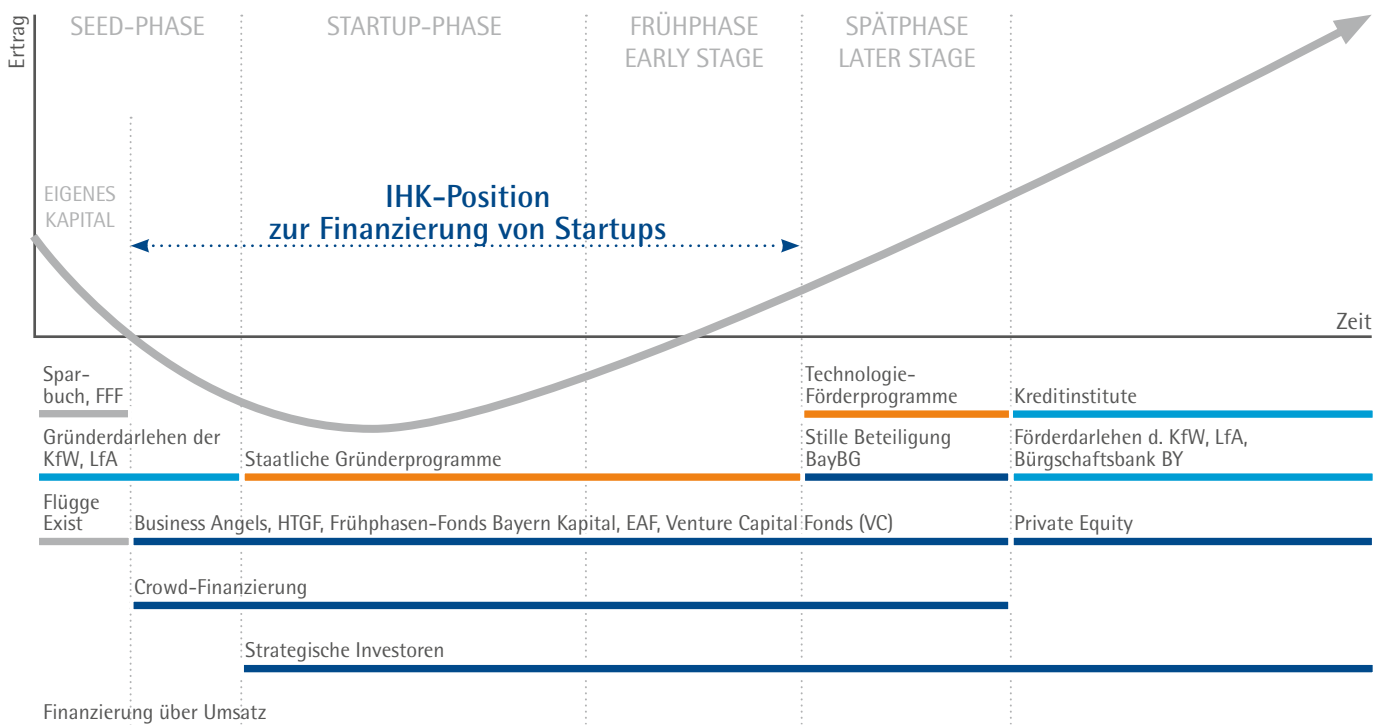 Ertrag
SEED-PHASE
STARTUP-PHASE
FRÜHPHASE
EARLY STAGE
SPÄTPHASE
LATER STAGE
EIGENES
KAPITAL
IHK-Position
zur Finanzierung von Startups
Zeit
Spar-
buch, FFF
Technologie-
Förderprogramme
Kreditinstitute
Gründerdarlehen der
KfW, LfA
Staatliche Gründerprogramme
Stille Beteiligung
BayBG
Förderdarlehen d. KfW, LfA,
Bürgschaftsbank BY
Flügge
Exist
Business Angels, HTGF, Frühphasen-Fonds Bayern Kapital, EAF, Venture Capital Fonds (VC)
Private Equity
Crowd-Finanzierung
Strategische Investoren
Finanzierung über Umsatz